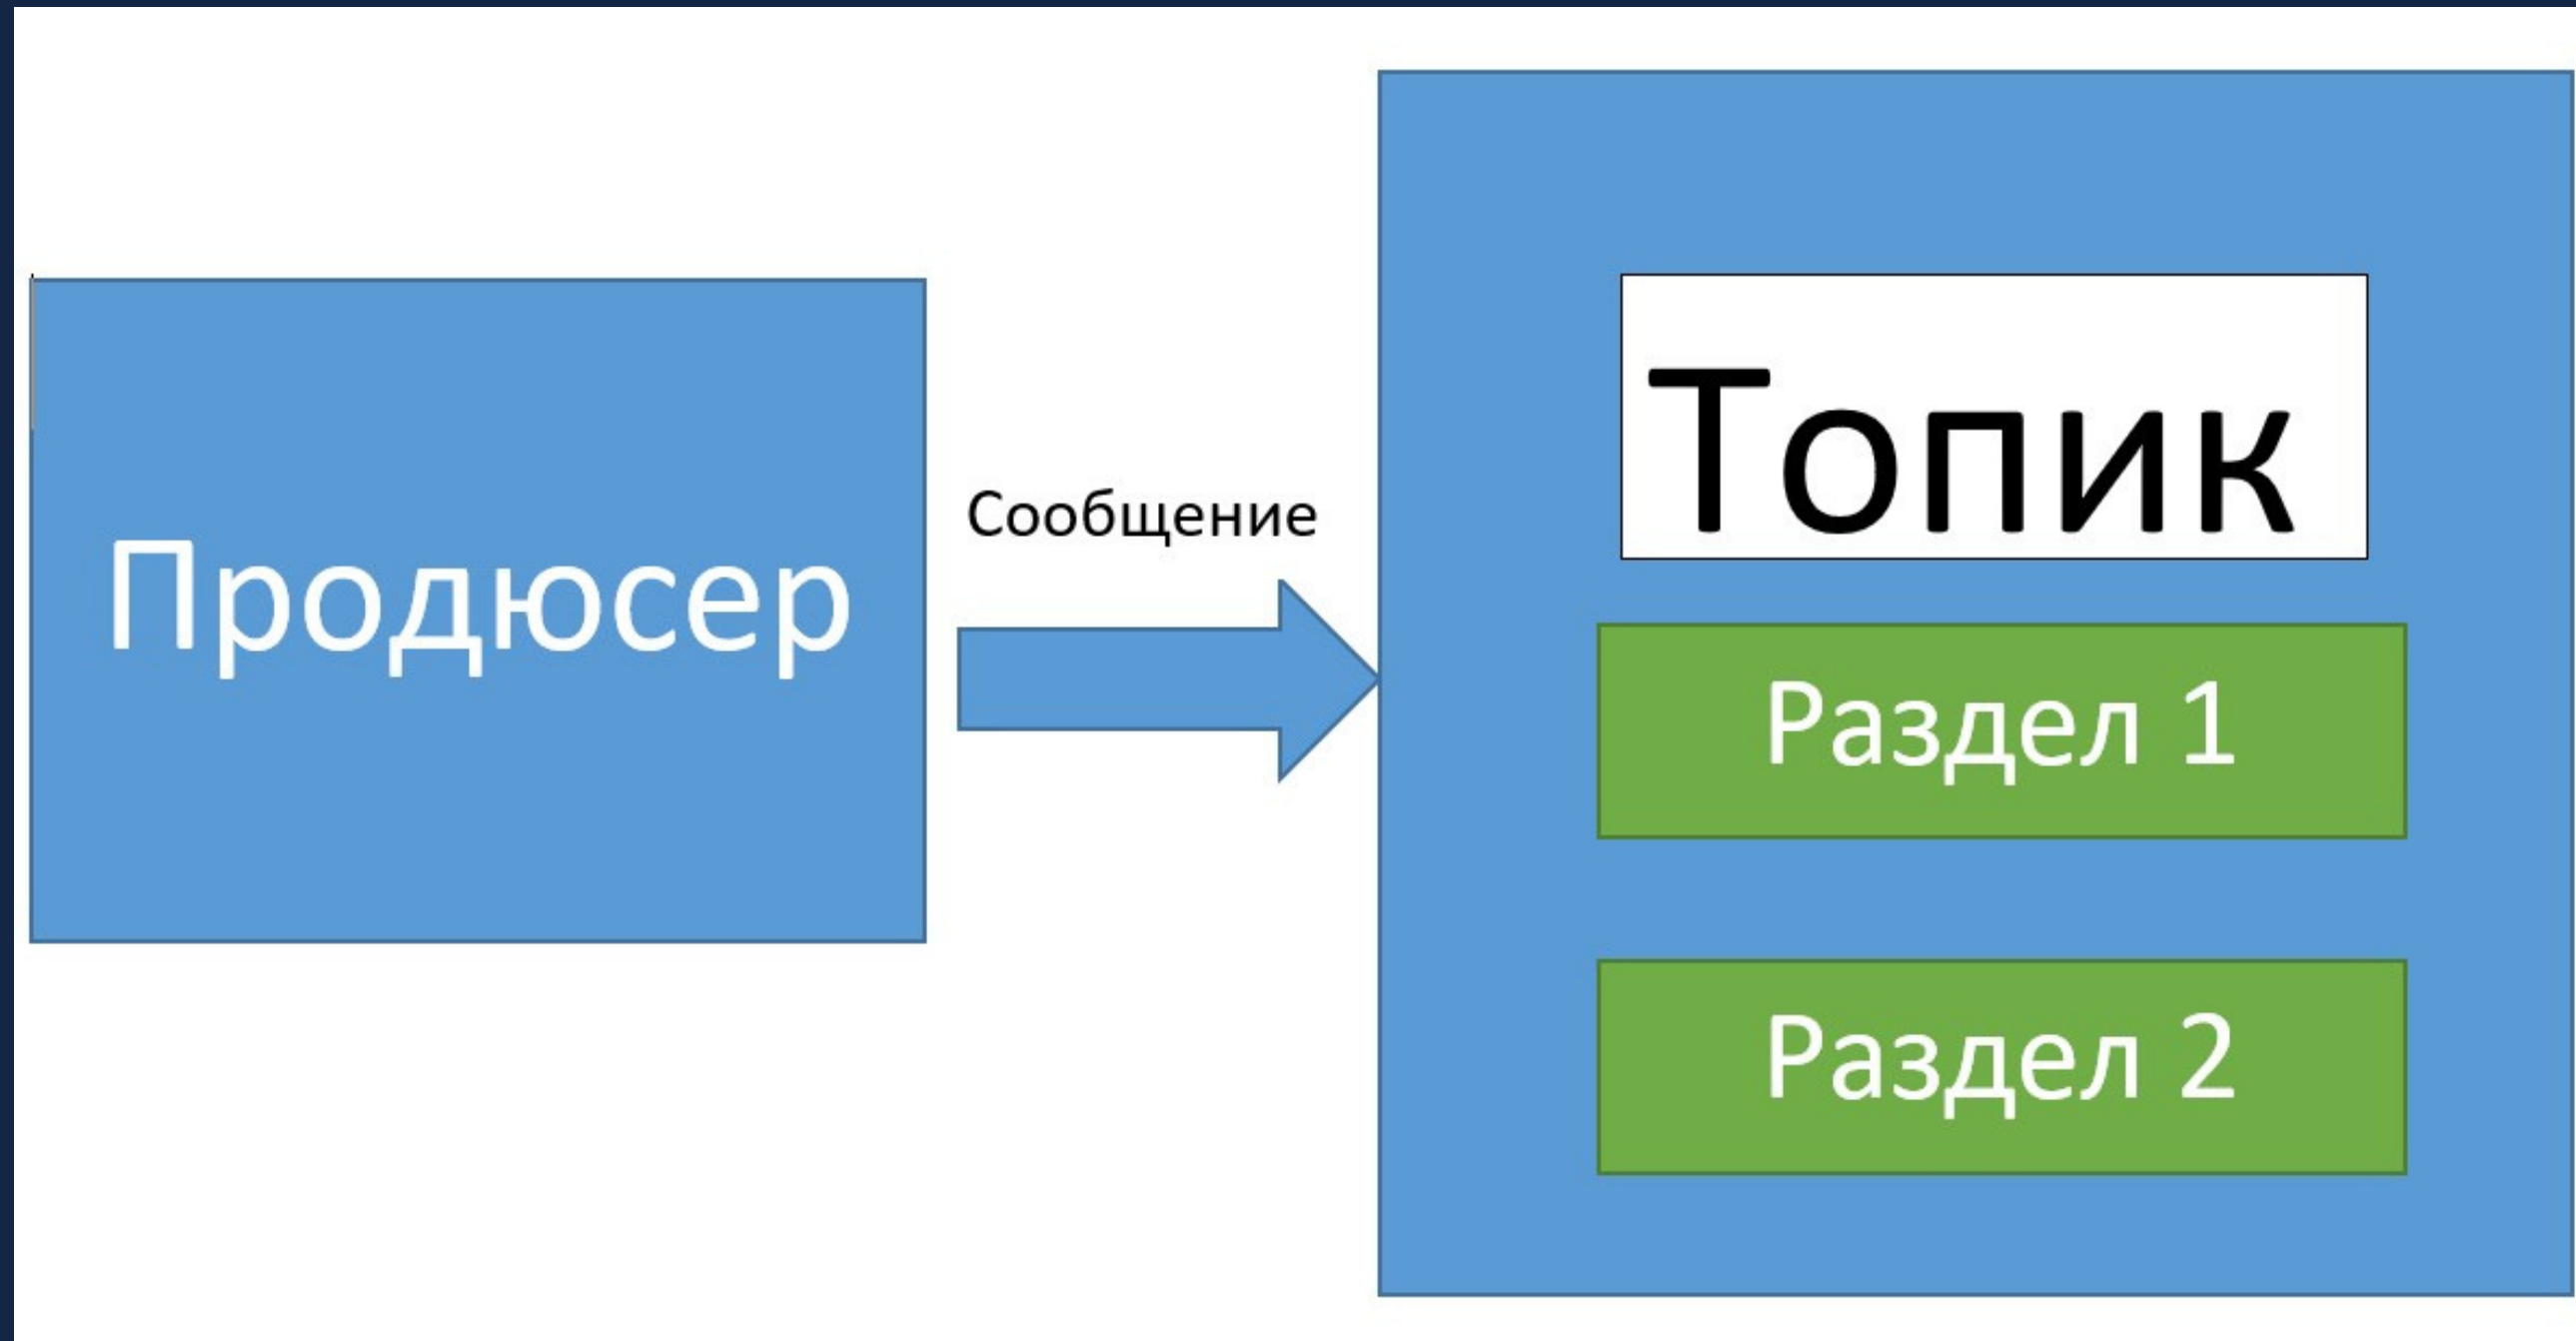 Продюсер
Сообщение
Топик
Раздел 1
Раздел 2